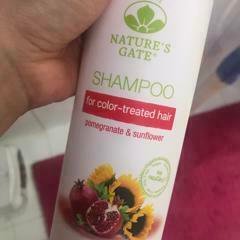 NATURE'S
GATE®
SHAMPOO
for color-treated hair
pomegranate & sunflower